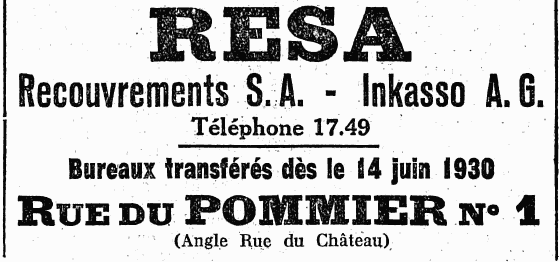 RESA
Recouvrements S.A. - Inkasso A.G.
Téléphone 17.49
Bureaux transférés dès le 14 juin 1930
RUE DU POMMIER Nº 1
(Angle Rue du Château)